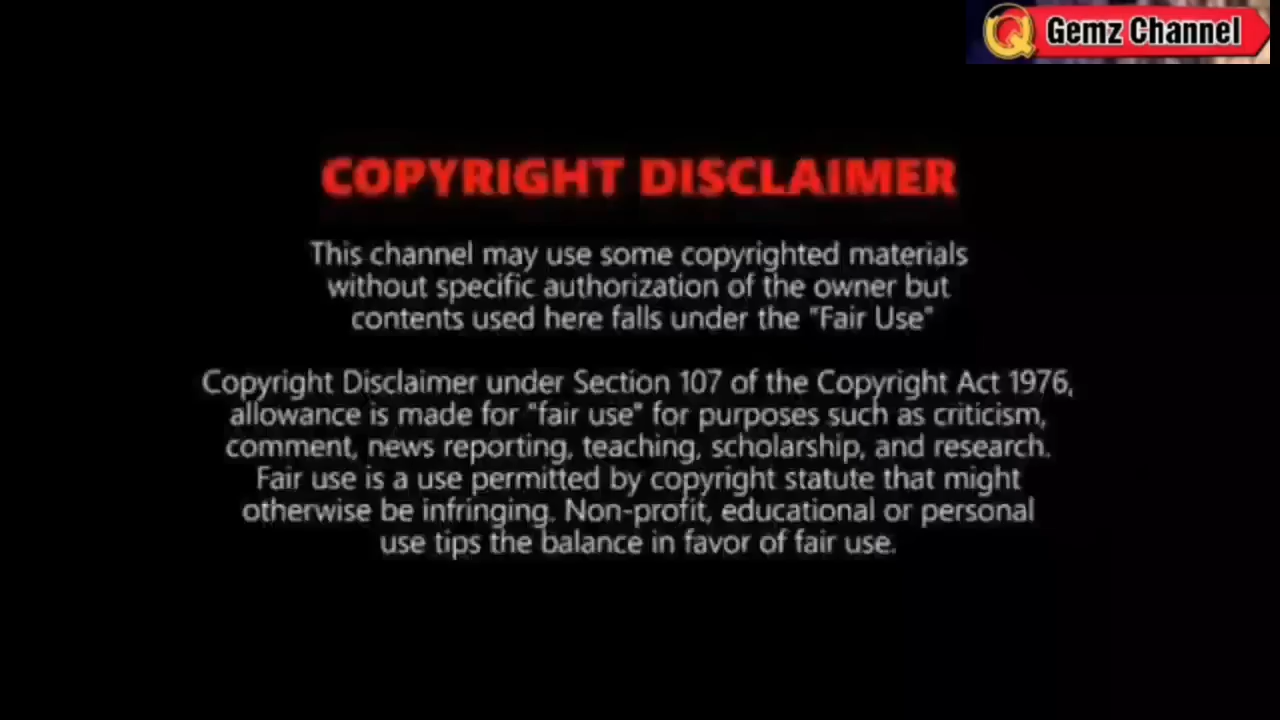 Gemz Channel
COPYRIGHT DISCLAIMER
This channel may use some copyrighted materials
without specific authorization of the owner but
contents used here falls under the "Fair Use"
Copyright Disclaimer under Section 107 of the Copyright Act 1976,
allowance is made for "fair use" for purposes such as criticism,
comment, news reporting, teaching, scholarship, and research.
Fair use is a use permitted by copyright statute that might
otherwise be infringing. Non-profit, educational or personal
use tips the balance in favor of fair use.